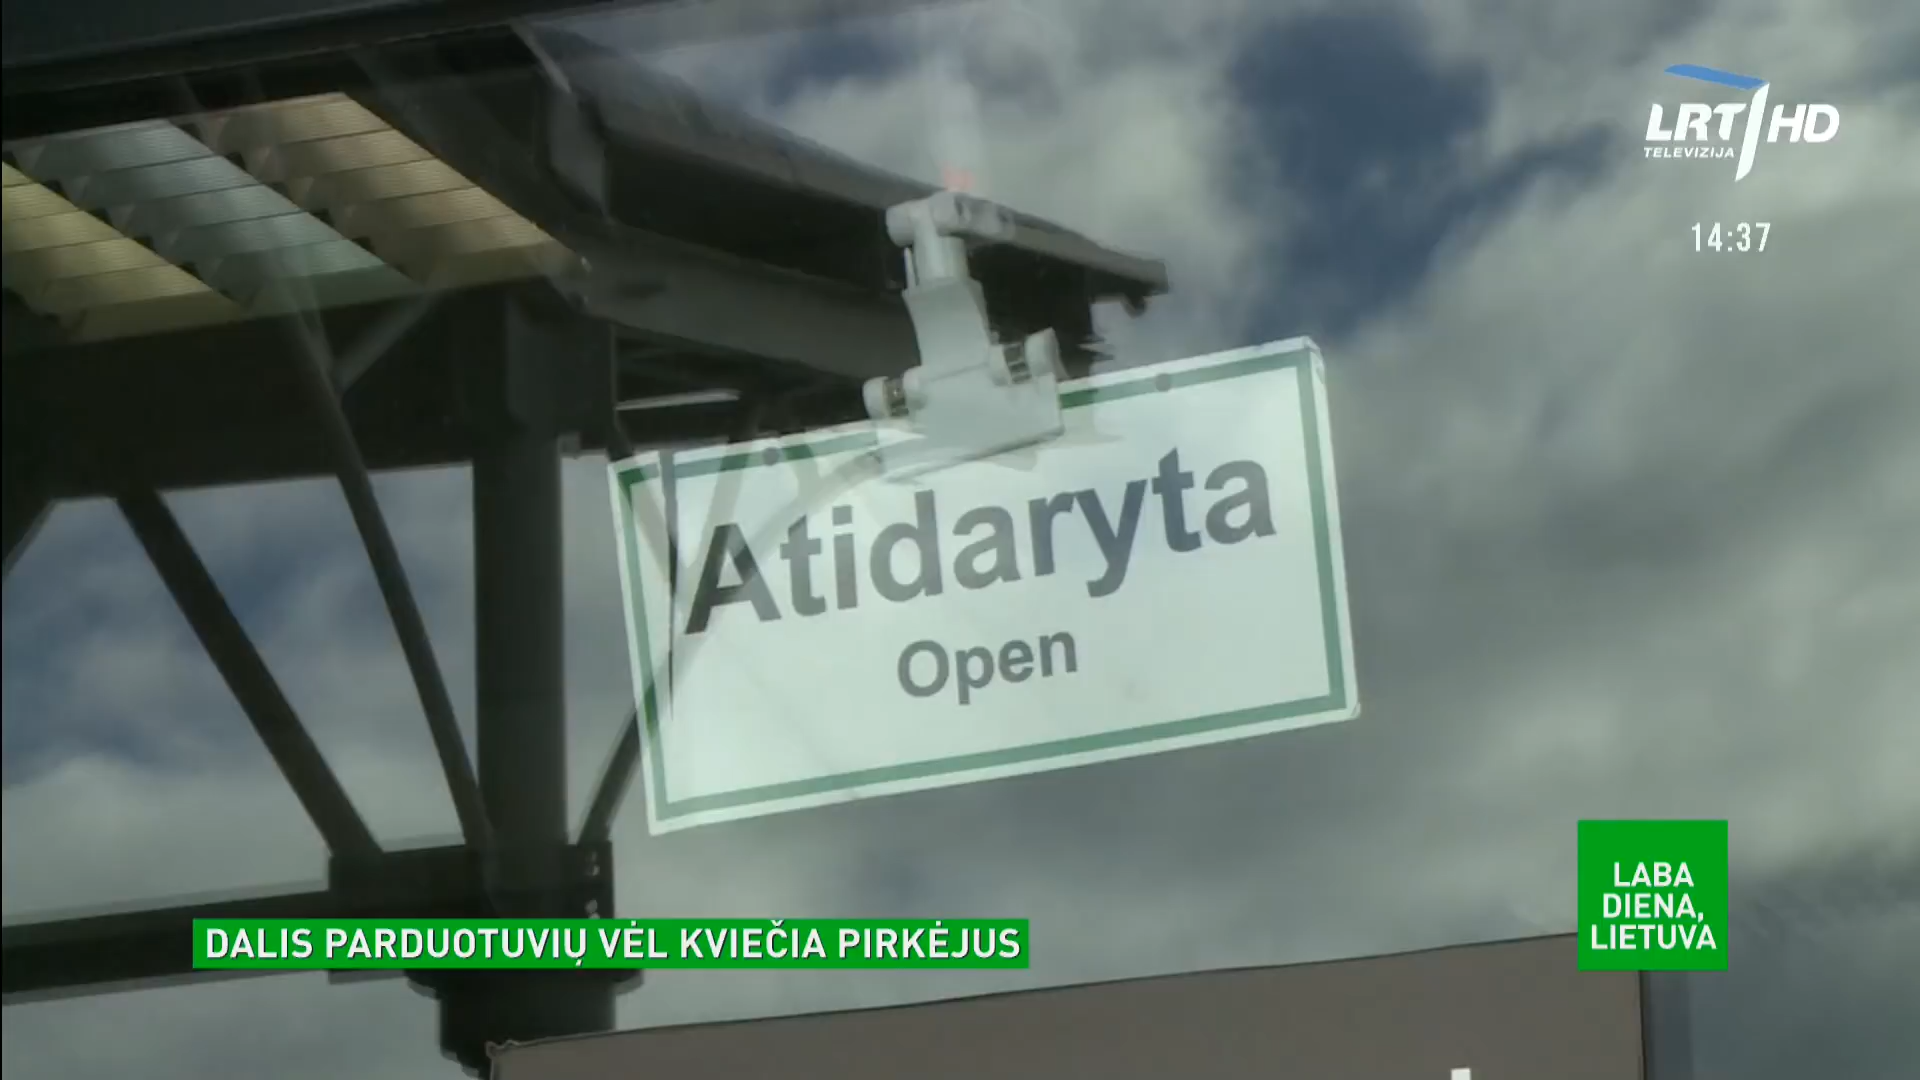 LRT HD
TELEVIZIJA
14:37
Atidaryta
Open
LABA
DIENA,
LIETUVA
DALIS PARDUOTUVIŲ VĖL KVIEČIA PIRKĖJUS